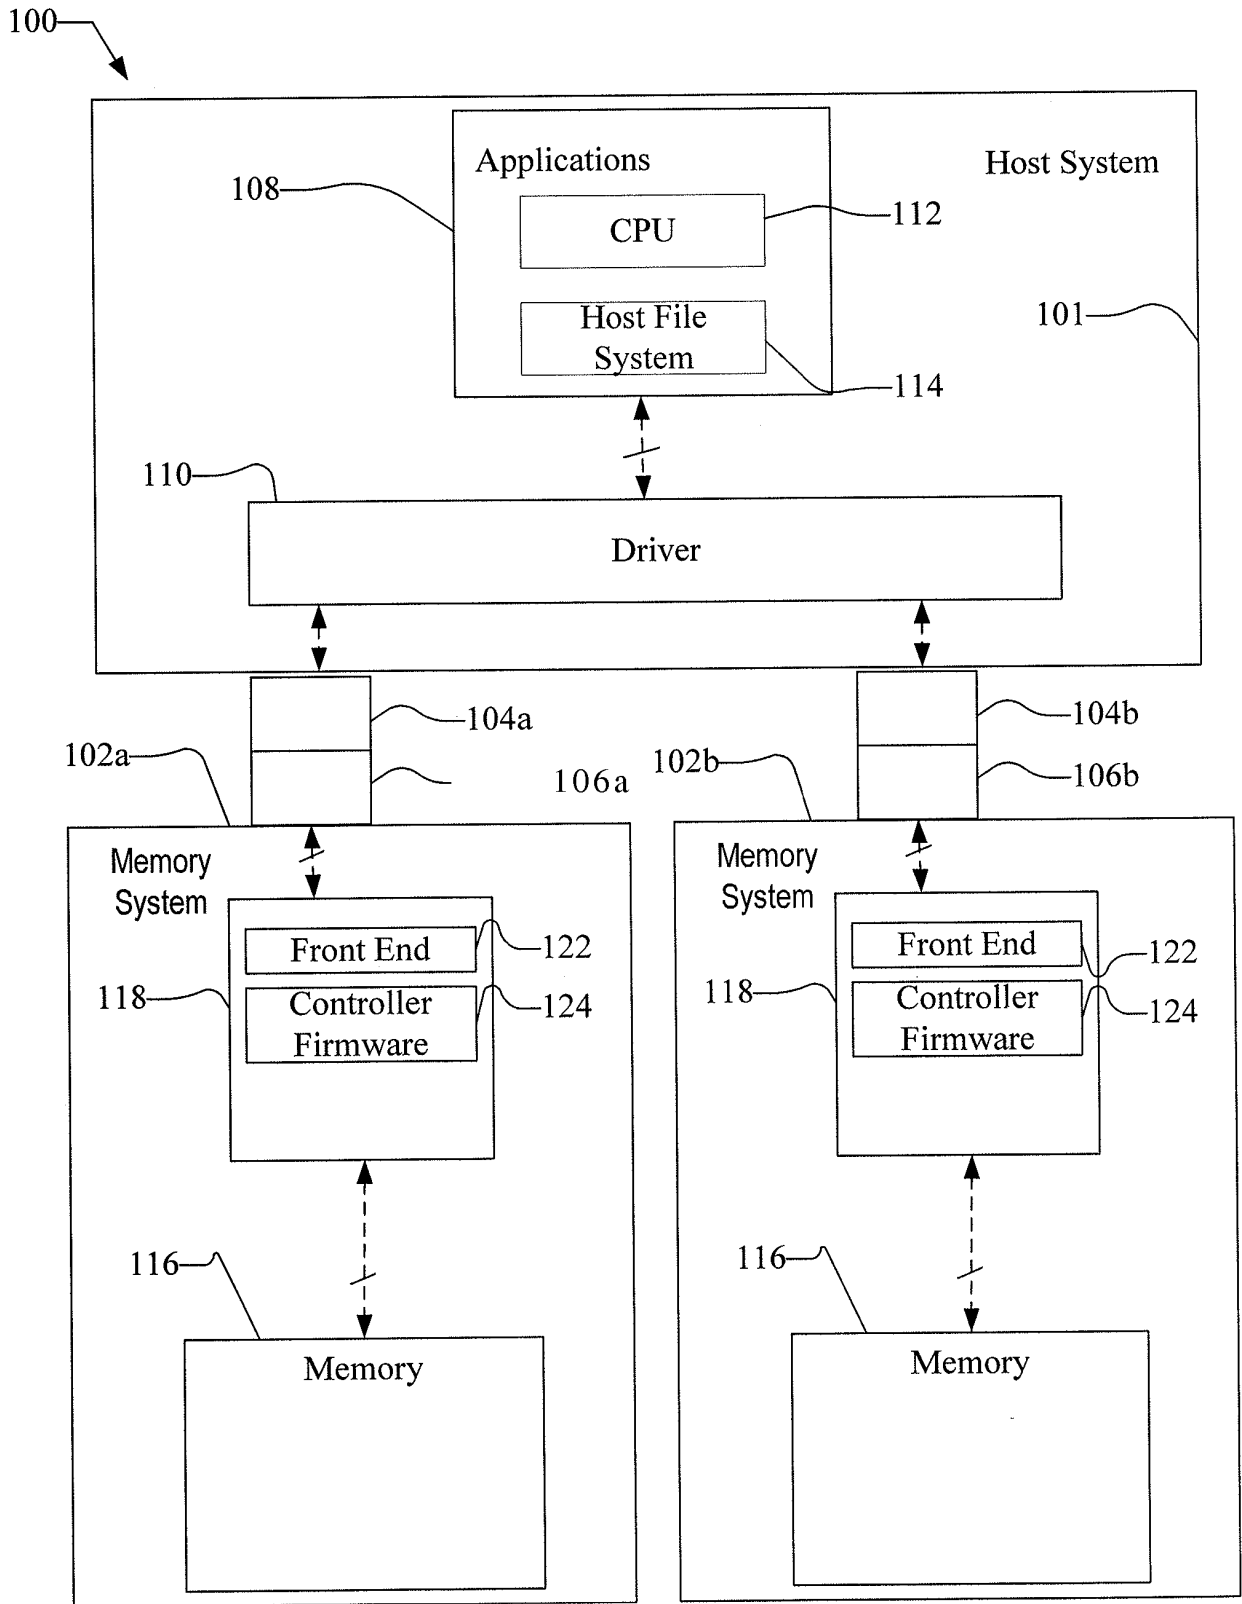 100
Applications
Host System
108
CPU
112
101
Host File
System
114
110
Driver
104a
104b
102a
106a
102b
106b
Memory
System
Memory
System
Front End
122
Front End
122
118
Controller
Firmware
124
118
Controller
Firmware
124
116
116
Memory
Memory